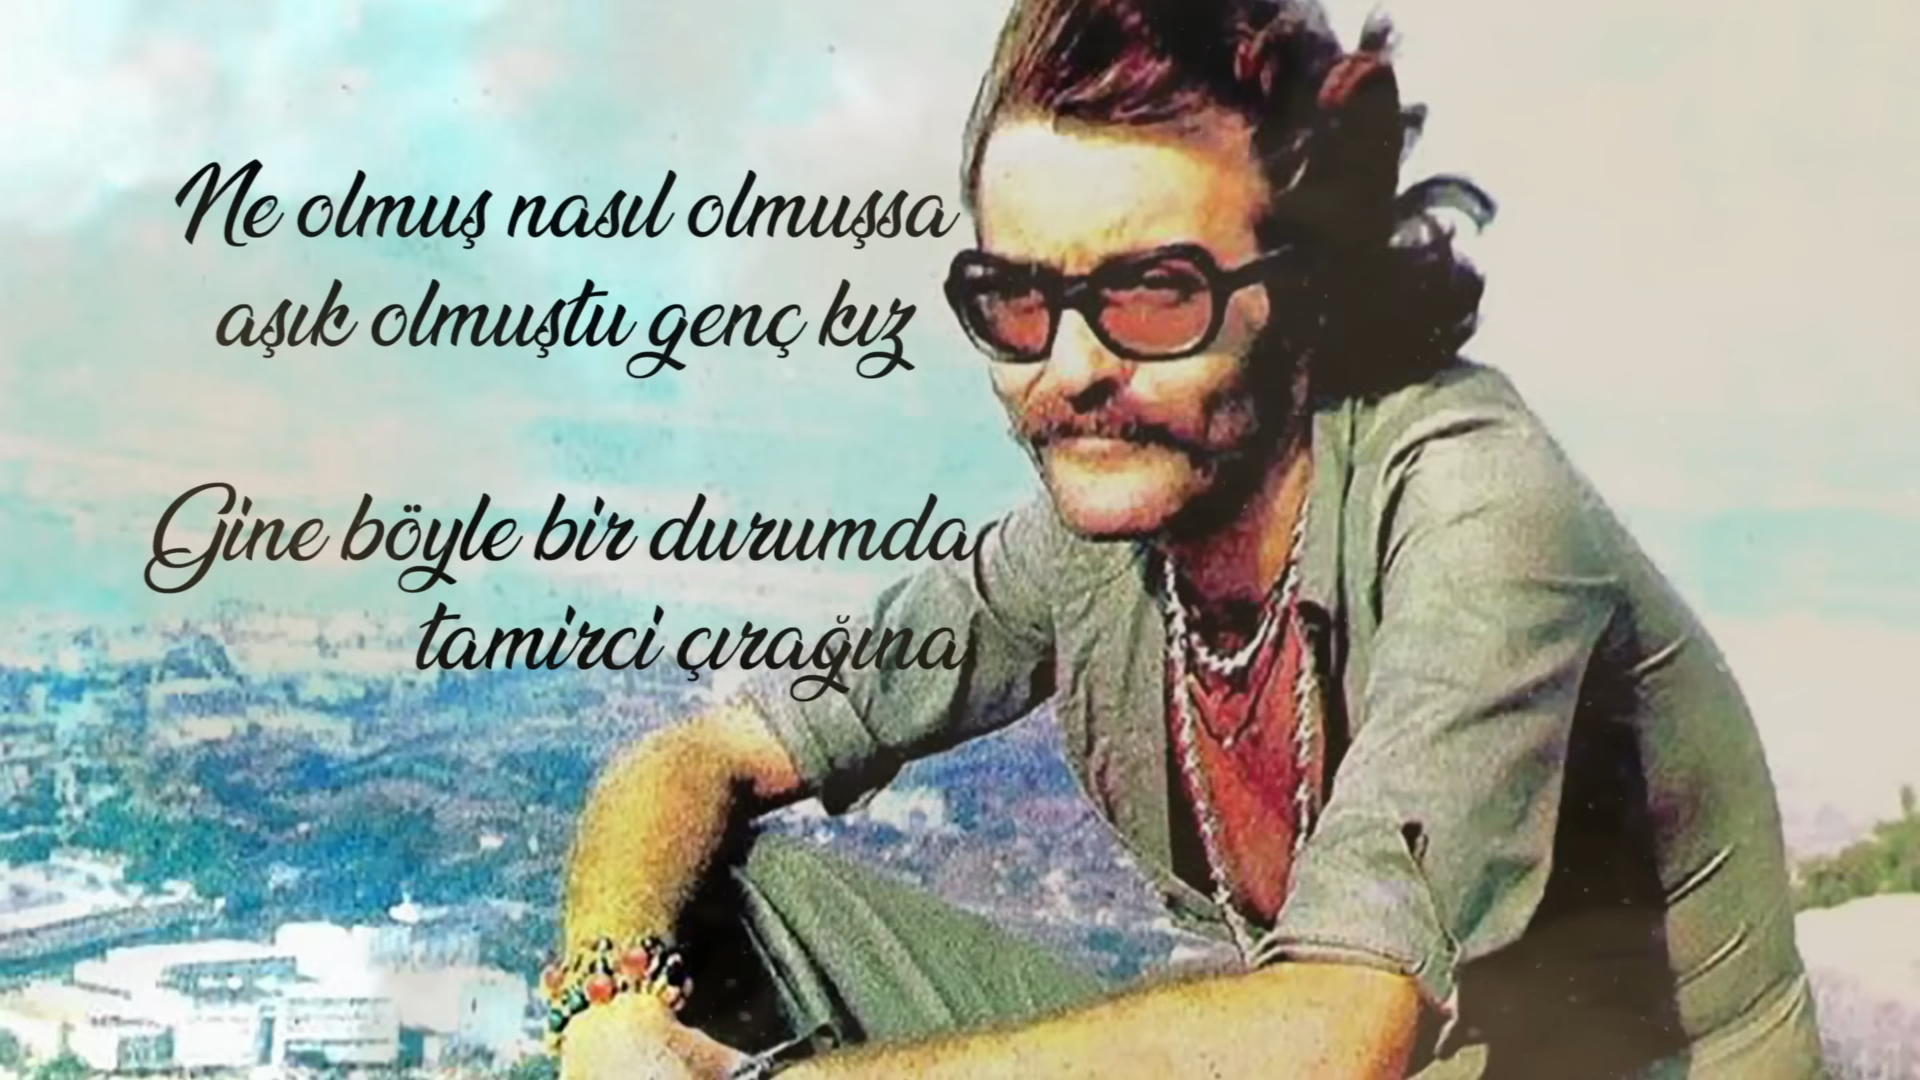 Ne olmuş nasıl olmuşsa
aşık olmuştu genç kız
Gine böyle bir durumda
tamirci çırağına